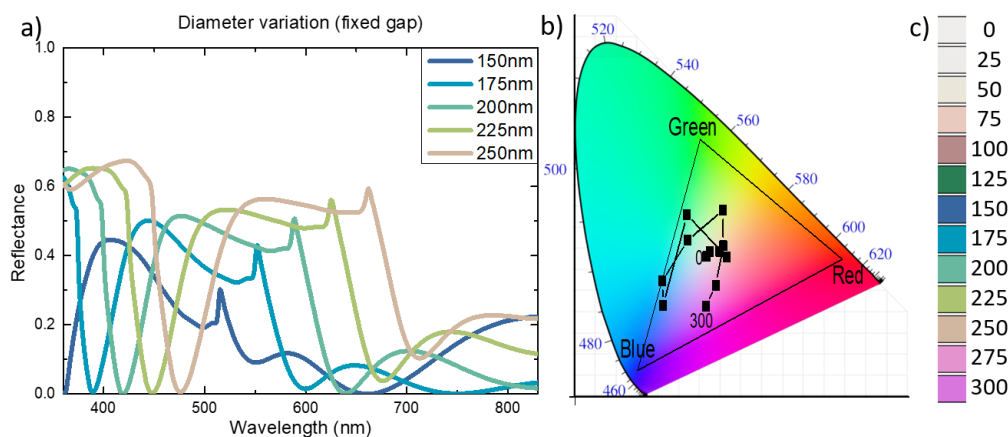 a)
Diameter variation (fixed gap)
1.0
0.8
0.6
0.4
0.2
0.0
Reflectance
400
500
600
700
800
Wavelength (nm)
150nm
175nm
200nm
225nm
250nm
b)
520
540
560
580
600
620
500
480
460
Green
Red
Blue
0
300
c)
0
25
50
75
100
125
150
175
200
225
250
275
300